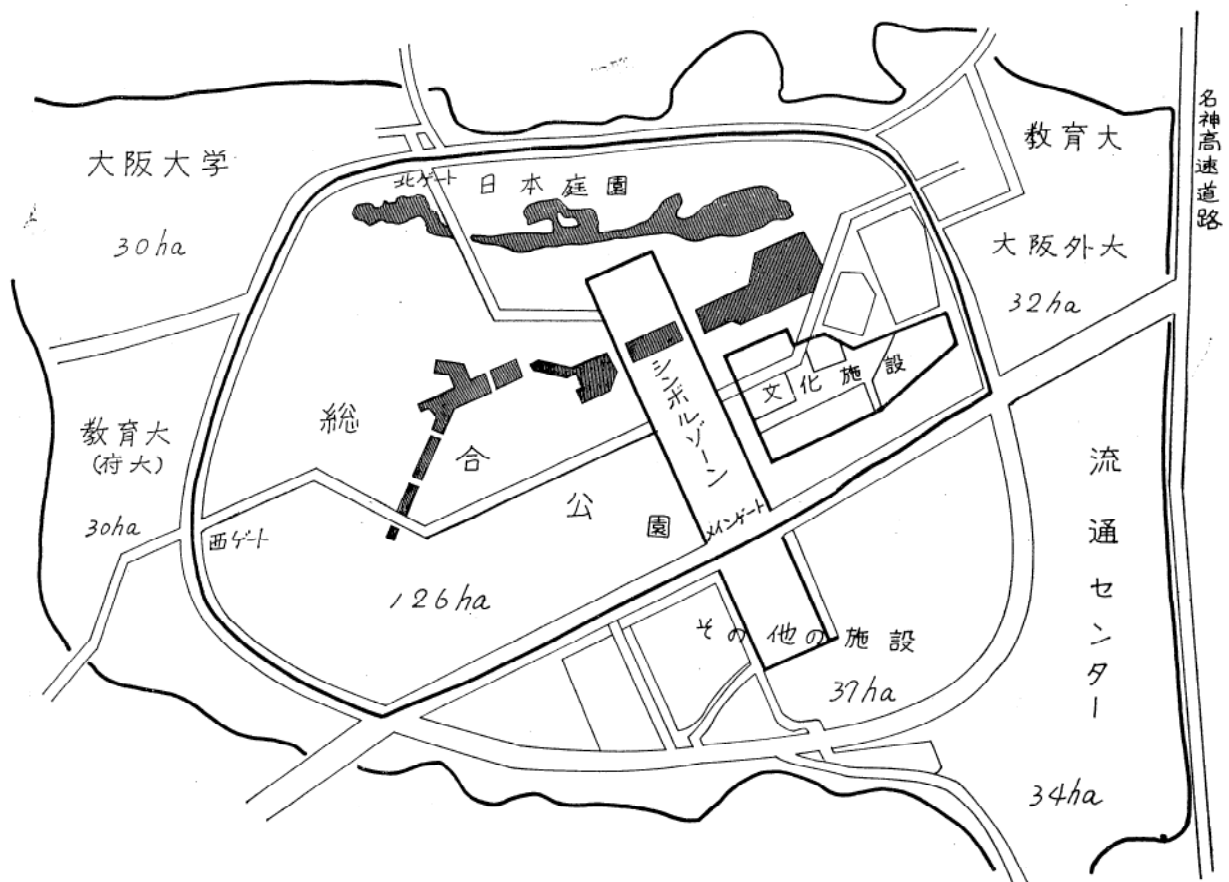 名神高速道路
大阪大学
30ha
北ゲート
日本庭園
教育大
大阪外大
32ha
シンボルゾーン
文化施設
教育大
(府大)
30ha
総合公園
126ha
西ゲート
メインゲート
その他の施設
37ha
流通センター
34ha